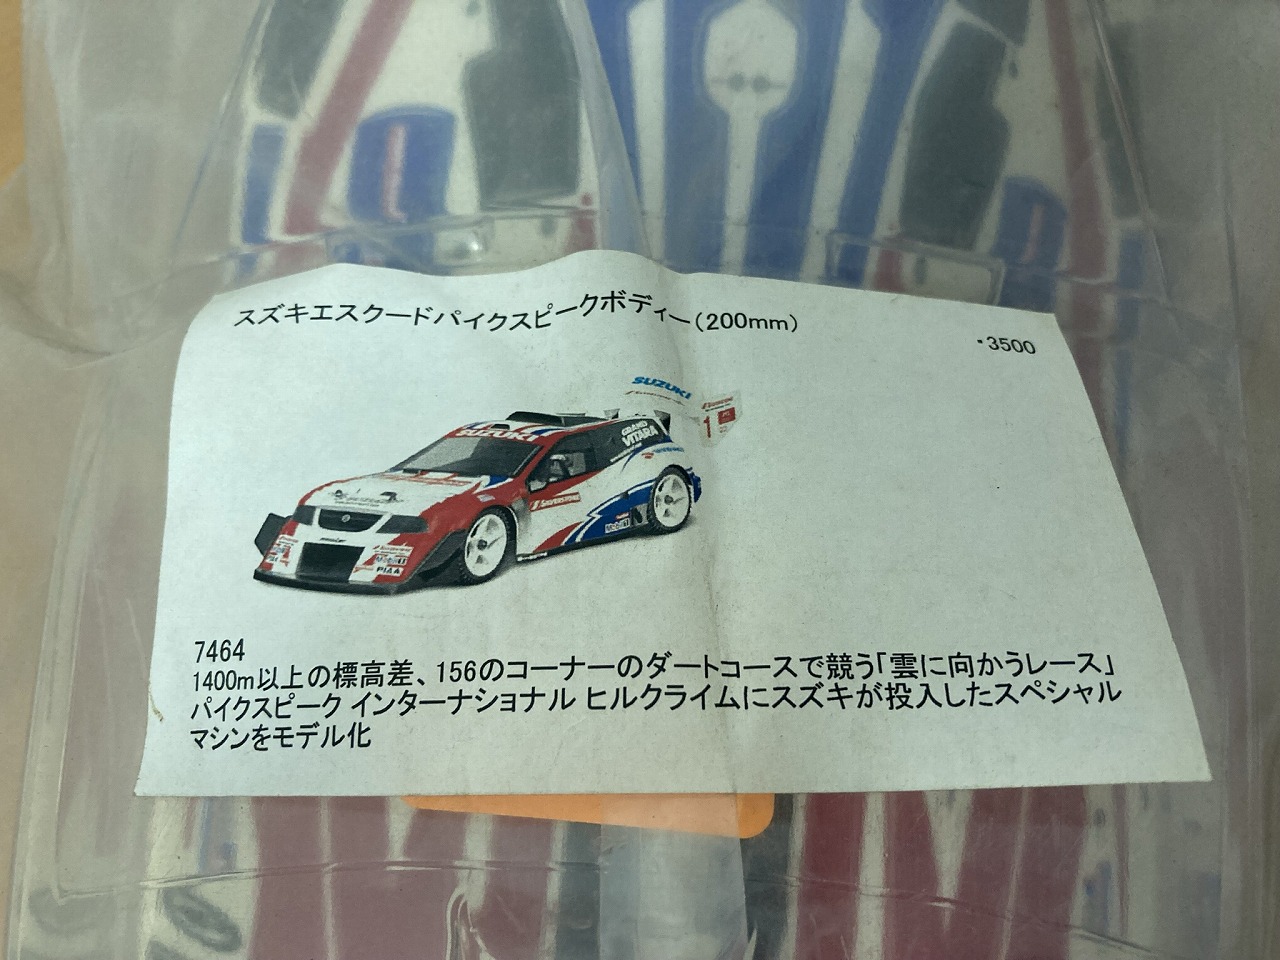 スズキエスクードパイクスピークボディー(200mm)
・3500
SUZUKI
1
SUZUKI
GRAND
VITARA
SILVERSTONE
Mobil 1
Mobil 1
PIAA
7464
1400m以上の標高差、156のコーナーのダートコースで競う「雲に向かうレース」
パイクスピーク インターナショナル ヒルクライムにスズキが投入したスペシャル
マシンをモデル化